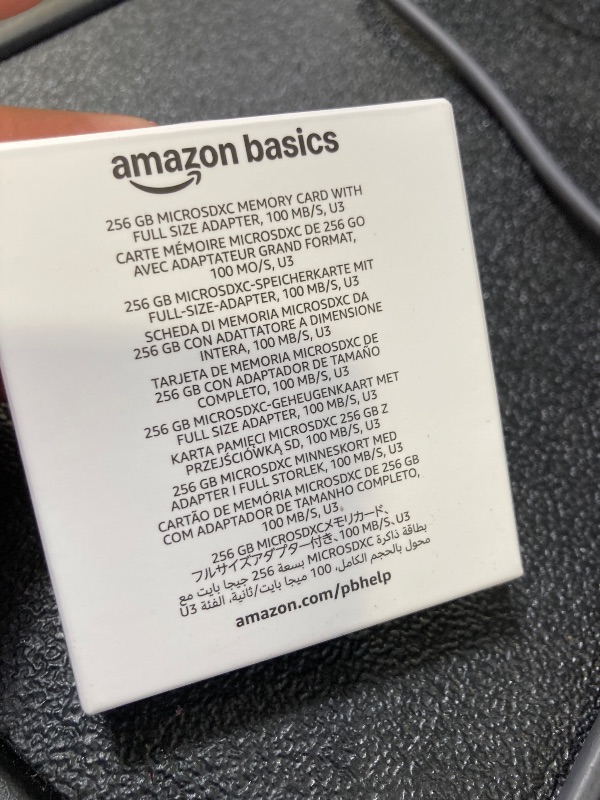 amazon basics
256 GB MICROSDXC MEMORY CARD WITH
FULL SIZE ADAPTER, 100 MB/S, U3
CARTE MÉMOIRE MICROSDXC DE 256 GO
AVEC ADAPTATEUR GRAND FORMAT,
100 MO/S, U3
256 GB MICROSDXC-SPEICHERKARTE MIT
FULL-SIZE-ADAPTER, 100 MB/S, U3
SCHEDA DI MEMORIA MICROSDXC DA
256 GB CON ADATTATORE A DIMENSIONE
INTERA, 100 MB/S, U3
TARJETA DE MEMORIA MICROSDXC DE
256 GB CON ADAPTADOR DE TAMAÑO
COMPLETO, 100 MB/S, U3
256 GB MICROSDXC-GEHEUGENKAART MET
FULL SIZE ADAPTER, 100 MB/S, U3
KARTA PAMIĘCI MICROSDXC 256 GB Z
PRZEJŚCIÓWKĄ SD, 100 MB/S, U3
256 GB MICROSDXC MINNESKORT MED
ADAPTER I FULL STORLEK, 100 MB/S, U3
CARTÃO DE MEMÓRIA MICROSDXC DE 256 GB
COM ADAPTADOR DE TAMANHO COMPLETO,
100 MB/S, U3
256 GB MICROSDXCメモリカード、
フルサイズアダプター付き、100 MB/S、U3
بطاقة ذاكرة MICROSDXC بسعة 256 جيجا بايت مع
محول بالحجم الكامل، 100 ميجا بايت/ثانية، الفئة U3
amazon.com/pbhelp